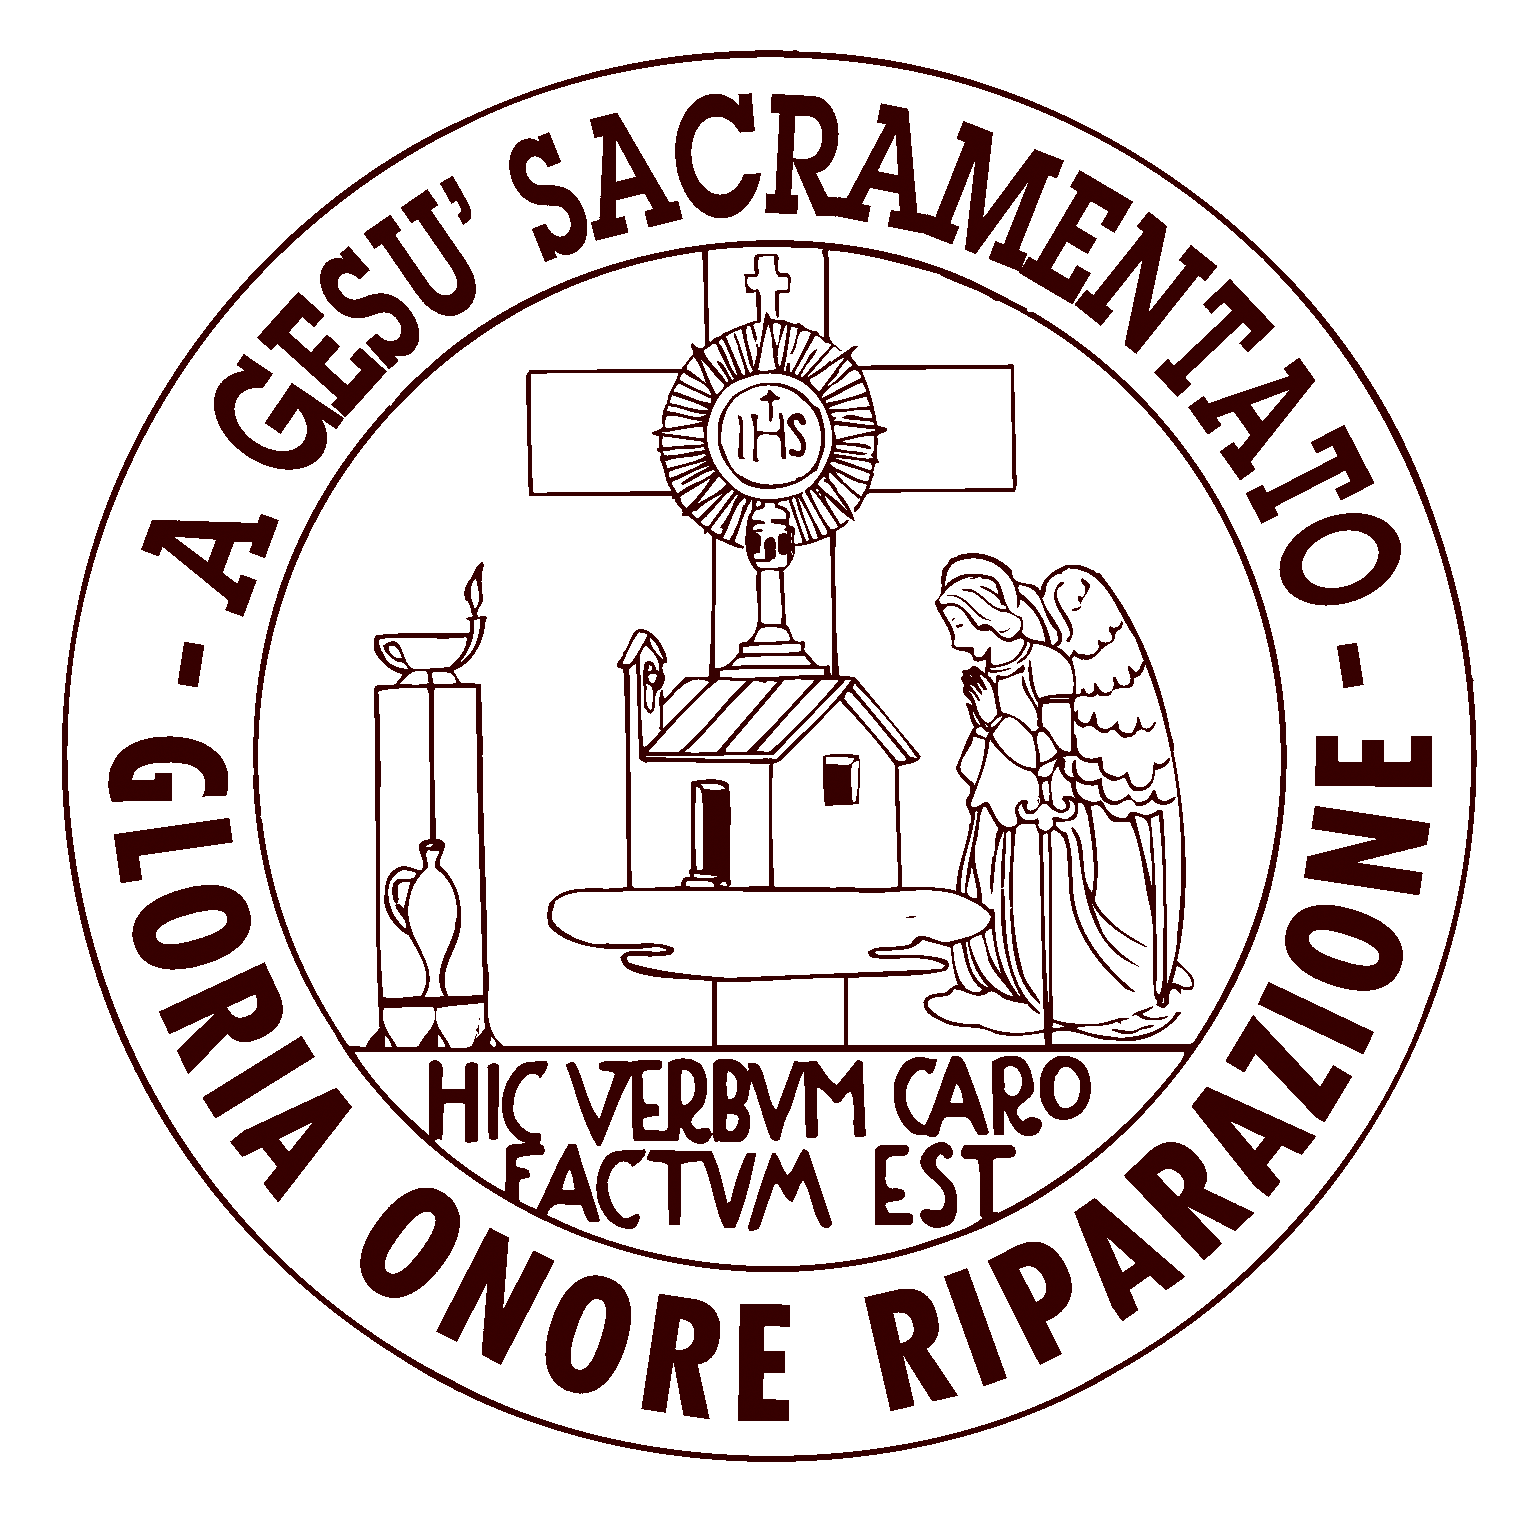 - A GESU' SACRAMENTATO -
GLORIA ONORE RIPARAZIONE
IHS
HIC VERBVM CARO
FACTVM EST